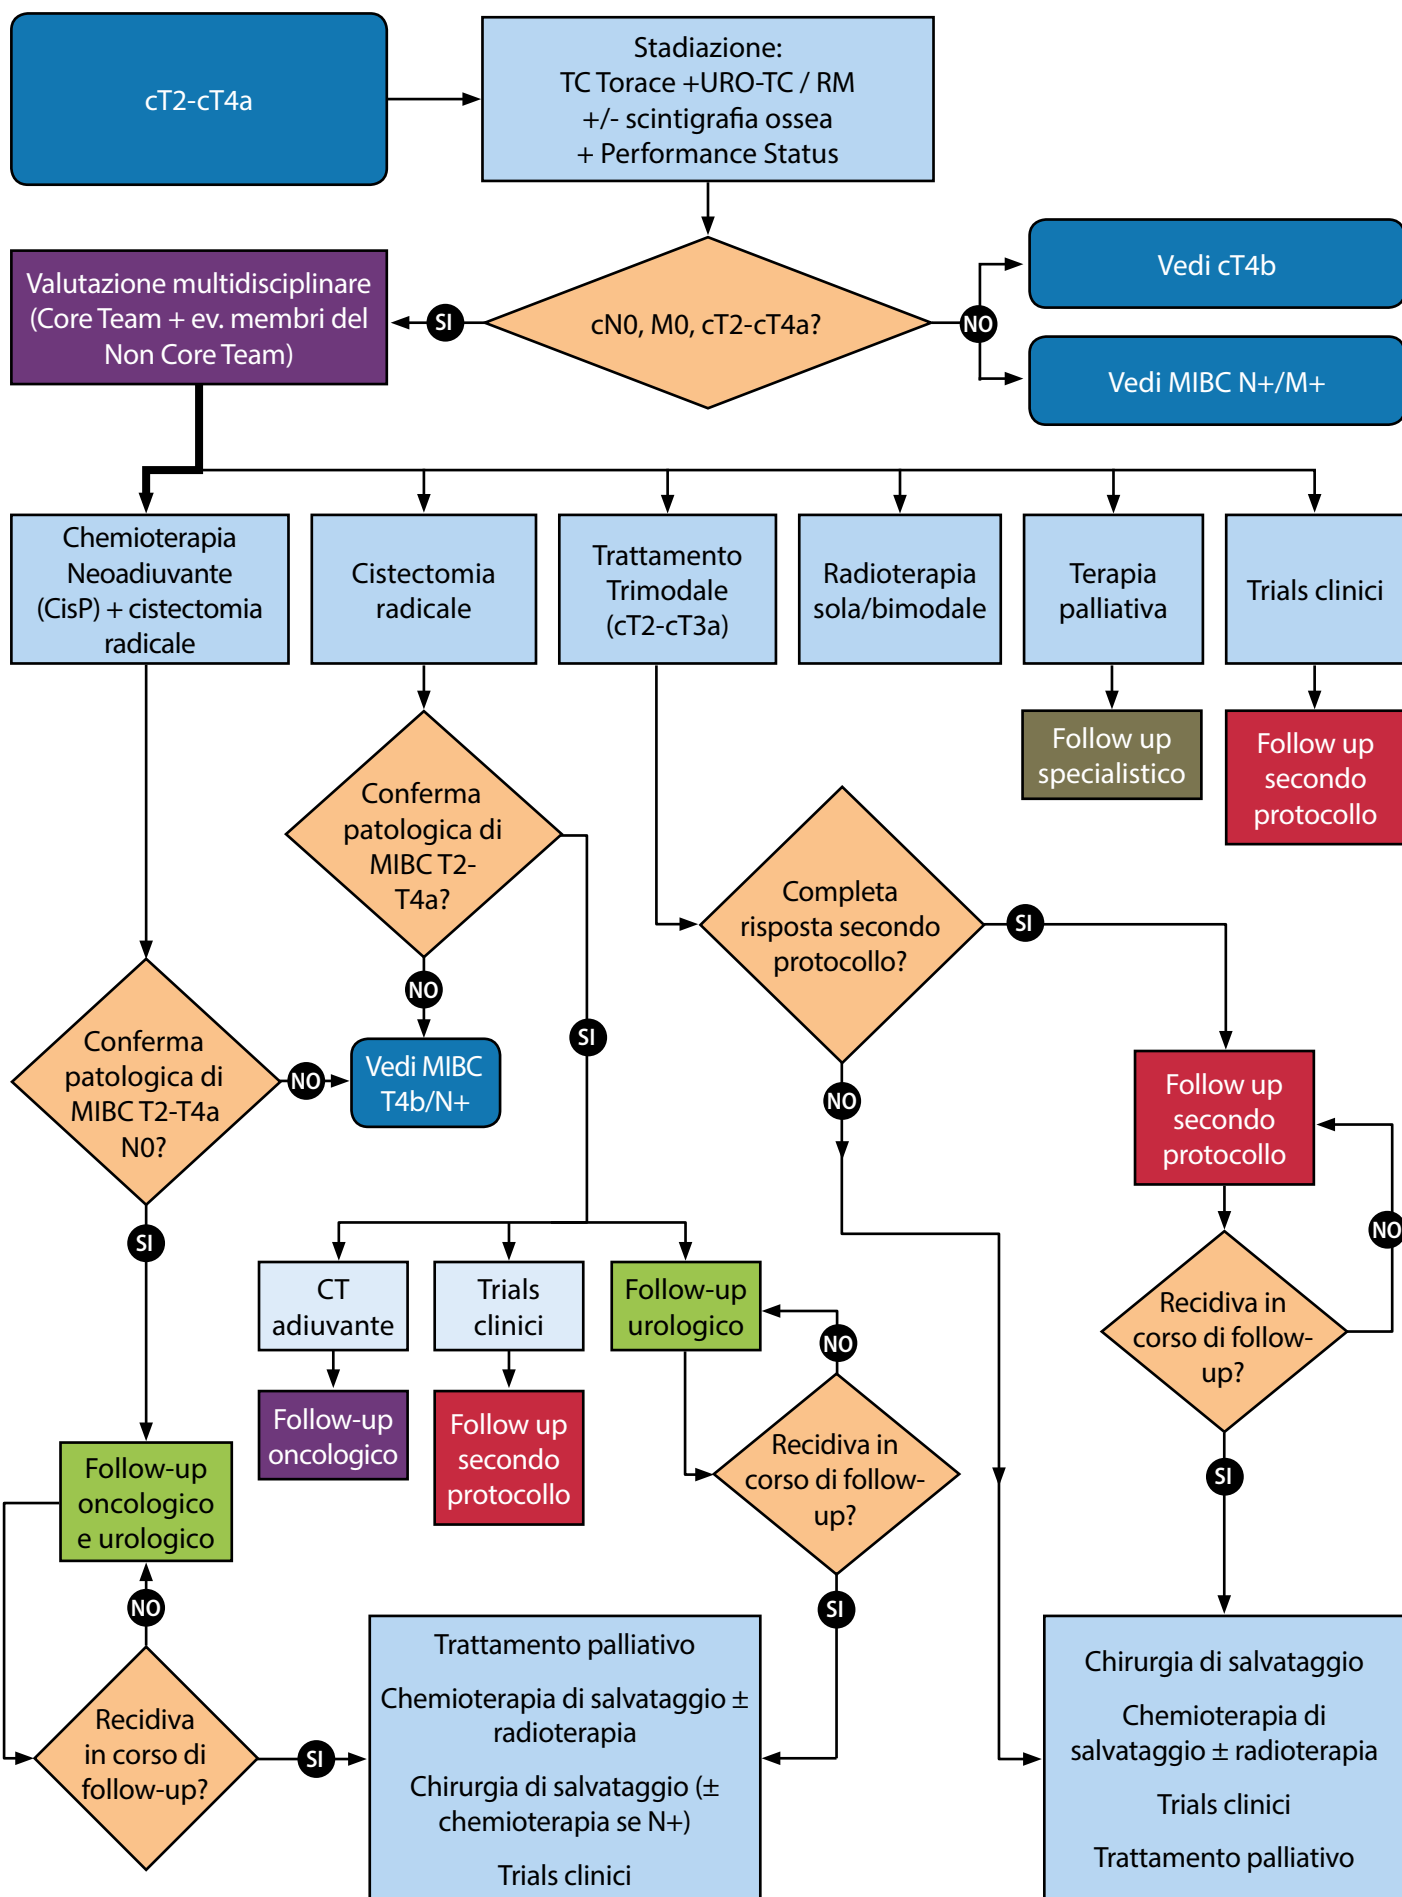 cT2-cT4a
Stadiazione:
TC Torace +URO-TC / RM
+/- scintigrafia ossea
+ Performance Status
Valutazione multidisciplinare
(Core Team + ev. membri del
Non Core Team)
SI
cN0, M0, cT2-cT4a?
NO
Vedi cT4b
Vedi MIBC N+/M+
Chemioterapia
Neoadiuvante
(CisP) + cistectomia
radicale
Cistectomia
radicale
Trattamento
Trimodale
(cT2-cT3a)
Radioterapia
sola/bimodale
Terapia
palliativa
Trials clinici
Follow up
specialistico
Follow up
secondo
protocollo
Conferma
patologica di
MIBC T2-
T4a?
NO
SI
Completa
risposta secondo
protocollo?
SI
NO
Conferma
patologica di
MIBC T2-T4a
N0?
NO
Vedi MIBC
T4b/N+
SI
Follow up
secondo
protocollo
NO
CT
adiuvante
Trials
clinici
Follow-up
urologico
NO
Recidiva in
corso di follow-
up?
SI
Follow-up
oncologico
Follow up
secondo
protocollo
Recidiva in
corso di follow-
up?
SI
Follow-up
oncologico
e urologico
NO
Recidiva
in corso di
follow-up?
SI
Trattamento palliativo
Chemioterapia di salvataggio ±
radioterapia
Chirurgia di salvataggio (±
chemioterapia se N+)
Trials clinici
Chirurgia di salvataggio
Chemioterapia di
salvataggio ± radioterapia
Trials clinici
Trattamento palliativo